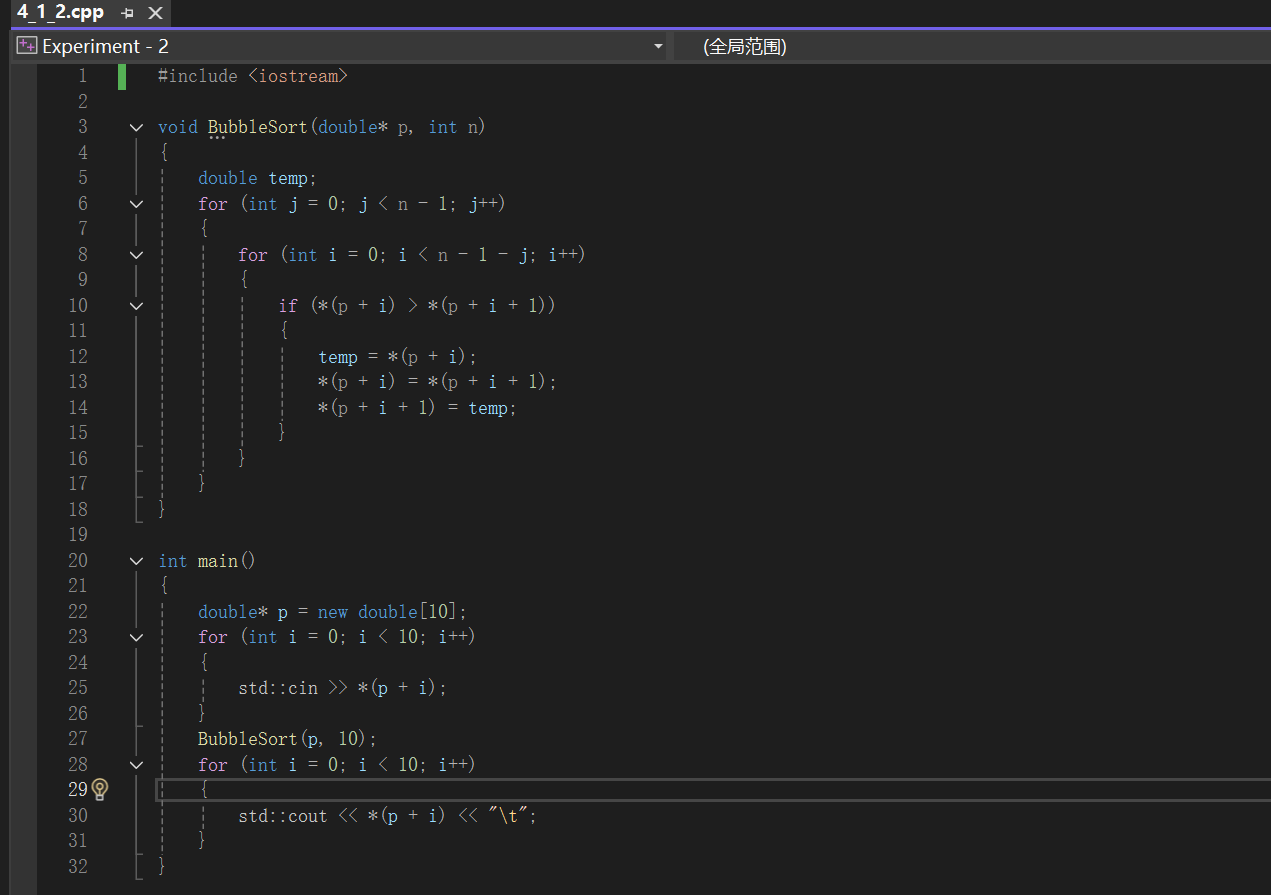 4_1_2.cpp
Experiment - 2 (全局范围)
1 #include <iostream>
2
3 void BubbleSort(double* p, int n)
4 {
5     double temp;
6     for (int j = 0; j < n - 1; j++)
7     {
8         for (int i = 0; i < n - 1 - j; i++)
9         {
10             if (*(p + i) > *(p + i + 1))
11             {
12                 temp = *(p + i);
13                 *(p + i) = *(p + i + 1);
14                 *(p + i + 1) = temp;
15             }
16         }
17     }
18 }
19
20 int main()
21 {
22     double* p = new double[10];
23     for (int i = 0; i < 10; i++)
24     {
25         std::cin >> *(p + i);
26     }
27     BubbleSort(p, 10);
28     for (int i = 0; i < 10; i++)
29     {
30         std::cout << *(p + i) << "\t";
31     }
32 }